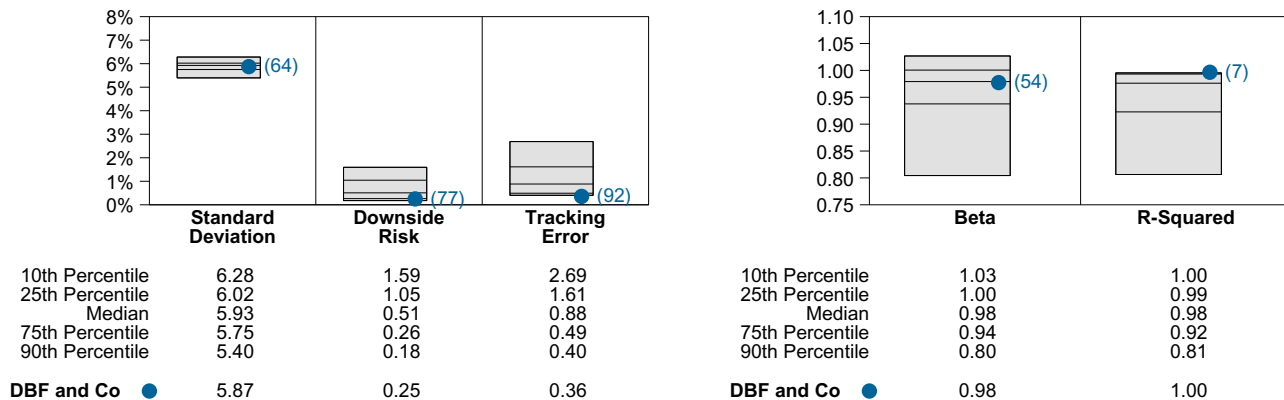 8%
7%
6%
5%
4%
3%
2%
1%
0%
(64)
(77)
(92)
Standard
Deviation
Downside
Risk
Tracking
Error
10th Percentile 6.28 1.59 2.69
25th Percentile 6.02 1.05 1.61
Median 5.93 0.51 0.88
75th Percentile 5.75 0.26 0.49
90th Percentile 5.40 0.18 0.40
DBF and Co 5.87 0.25 0.36
1.10
1.05
1.00
0.95
0.90
0.85
0.80
0.75
(54)
(7)
Beta R-Squared
10th Percentile 1.03 1.00
25th Percentile 1.00 0.99
Median 0.98 0.98
75th Percentile 0.94 0.92
90th Percentile 0.80 0.81
DBF and Co 0.98 1.00